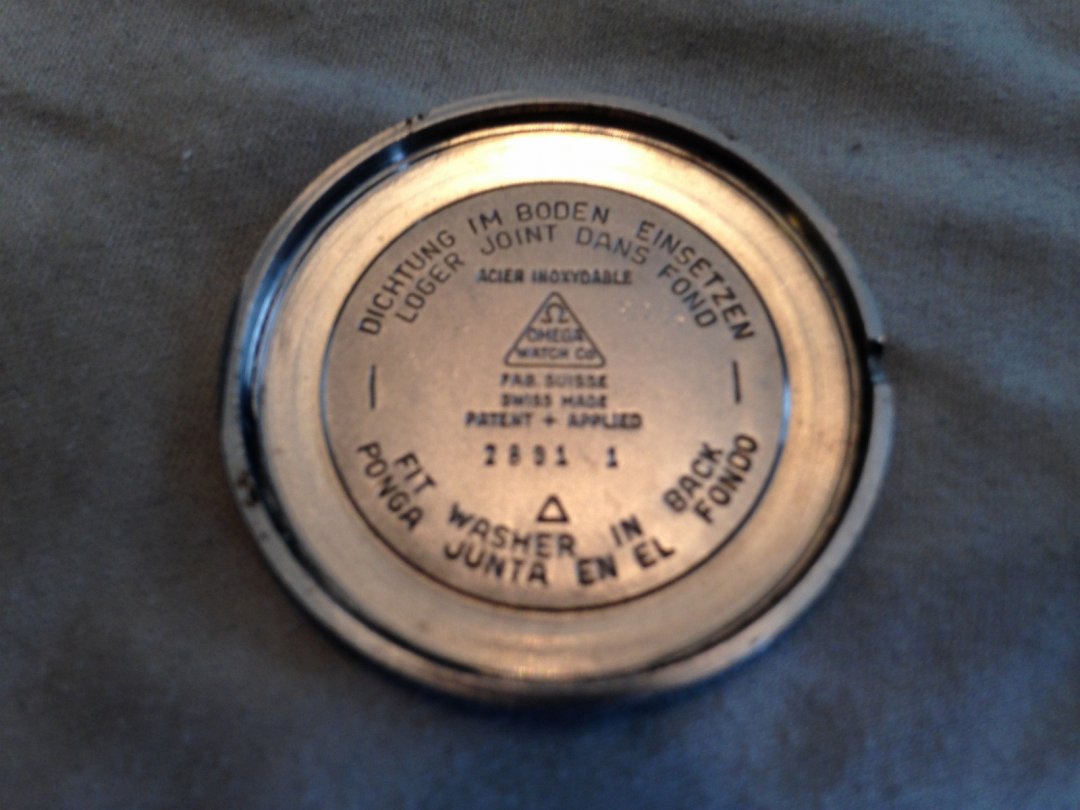 DICHTUNG IM BODEN EINSETZEN
LOGER JOINT DANS FOND
ACIER INOXYDABLE
Ω
OMEGA
WATCH CO
FAB. SUISSE
SWISS MADE
PATENT + APPLIED
2891 1
FIT WASHER IN BACK
PONGA JUNTA EN EL FONDO